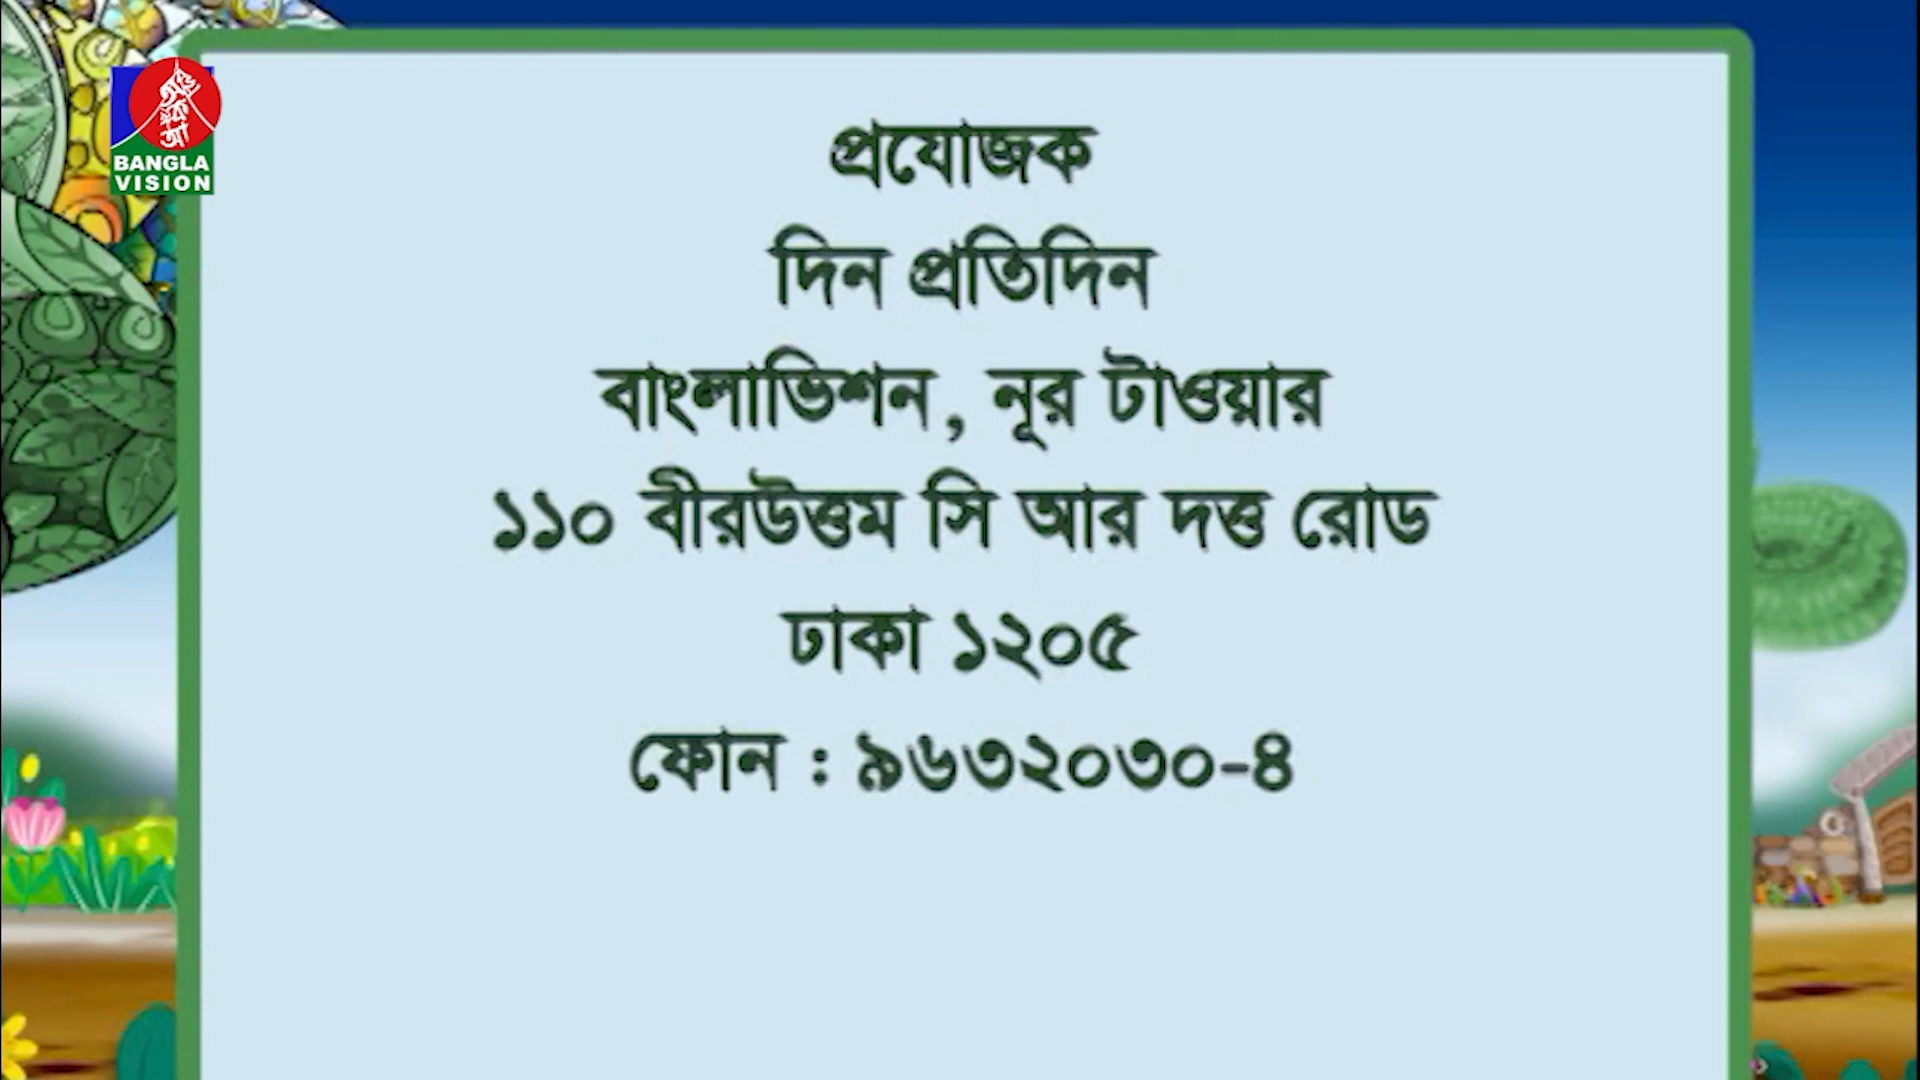 BANGLA
VISION
প্রযোজক
দিন প্রতিদিন
বাংলাভিশন, নূর টাওয়ার
১১০ বীরউত্তম সি আর দত্ত রোড
ঢাকা ১২০৫
ফোন : ৯৬৩২০৩০-৪